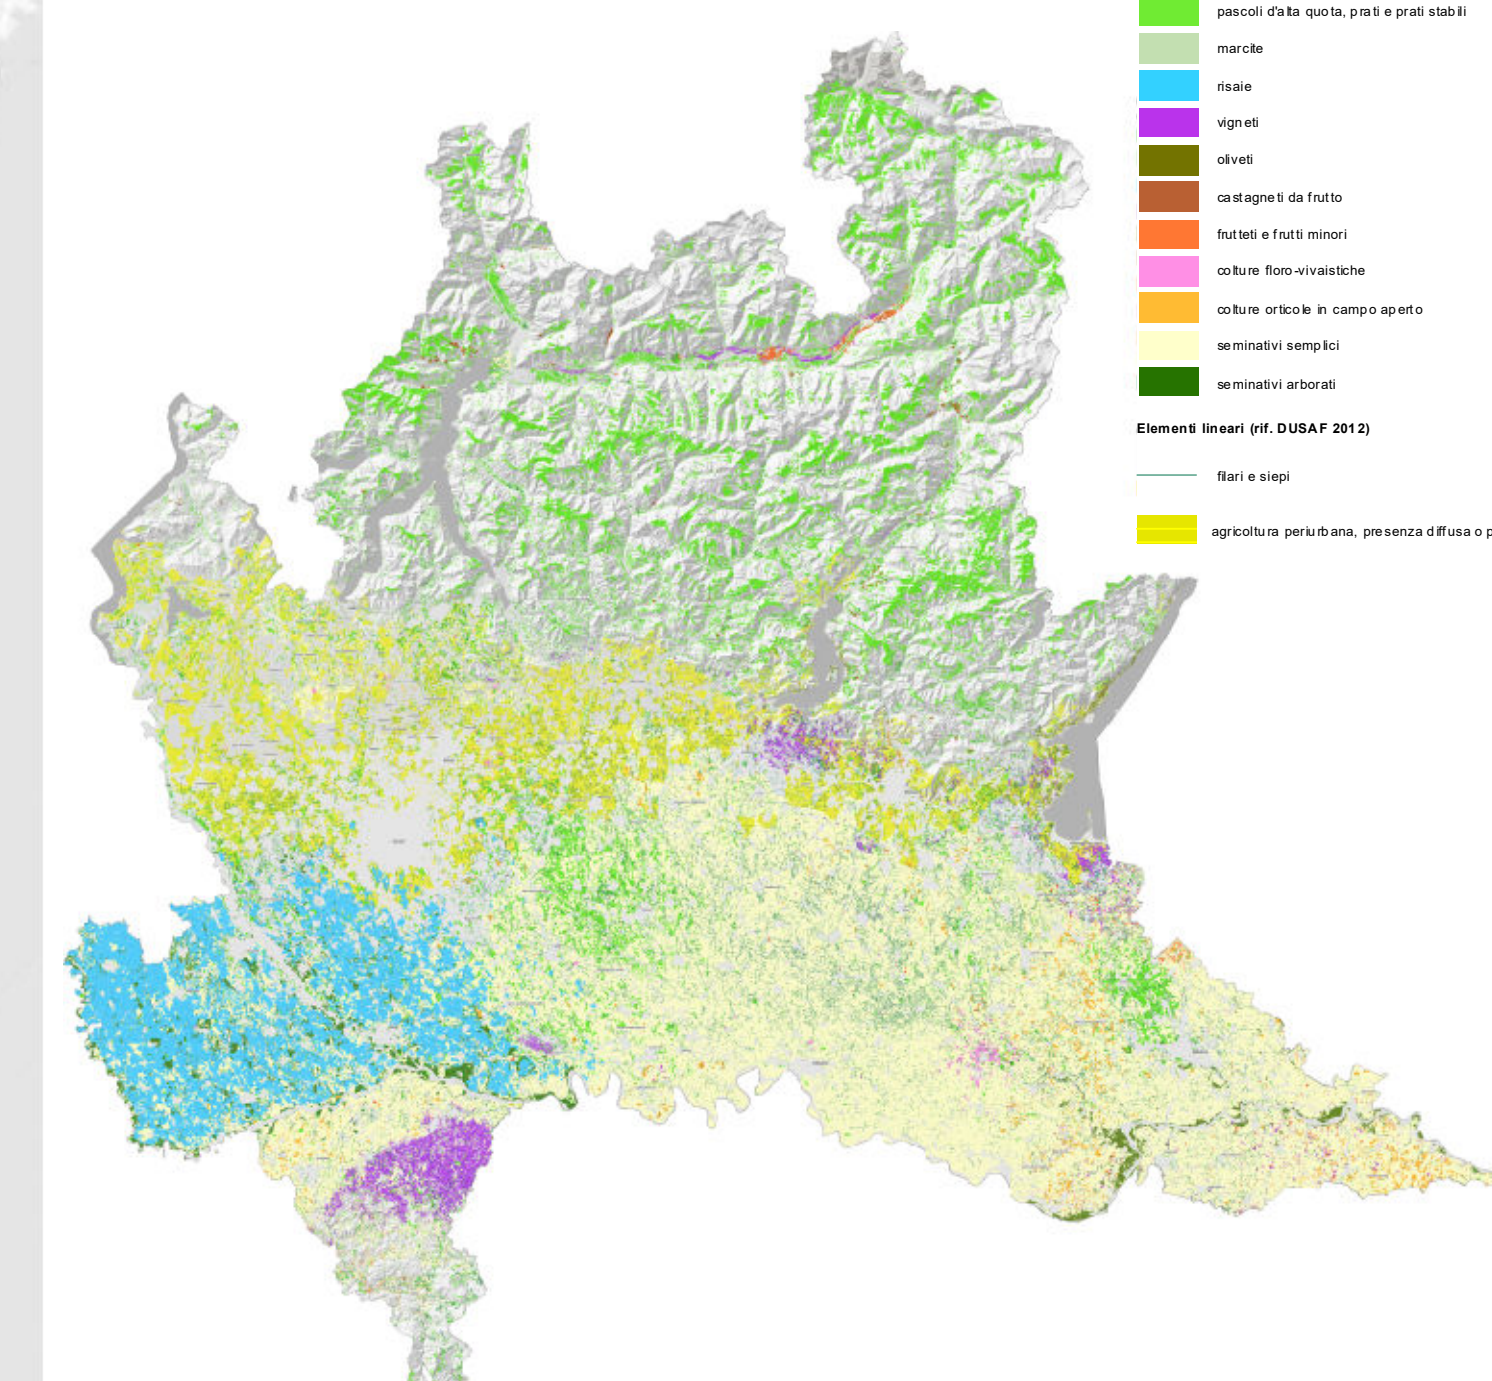 pascoli d'alta quota, prati e prati stabili
marcite
risaie
vigneti
oliveti
castagneti da frutto
frutteti e frutti minori
colture floro-vivaistiche
colture orticole in campo aperto
seminativi semplici
seminativi arborati
Elementi lineari (rif. DUSAF 2012)
filari e siepi
agricoltura periurbana, presenza diffusa o p